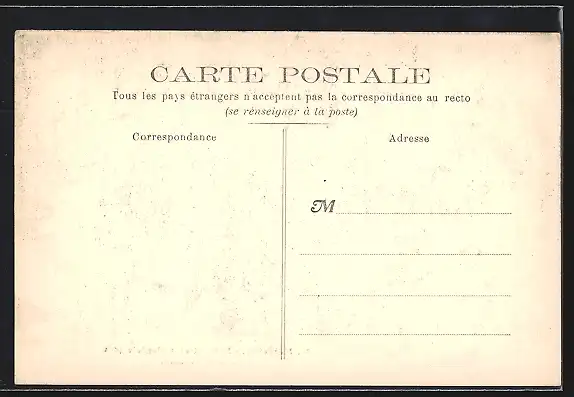 CARTE POSTALE
Tous les pays étrangers n'acceptent pas la correspondance au recto
(se renseigner à la poste)
Correspondance
Adresse
M